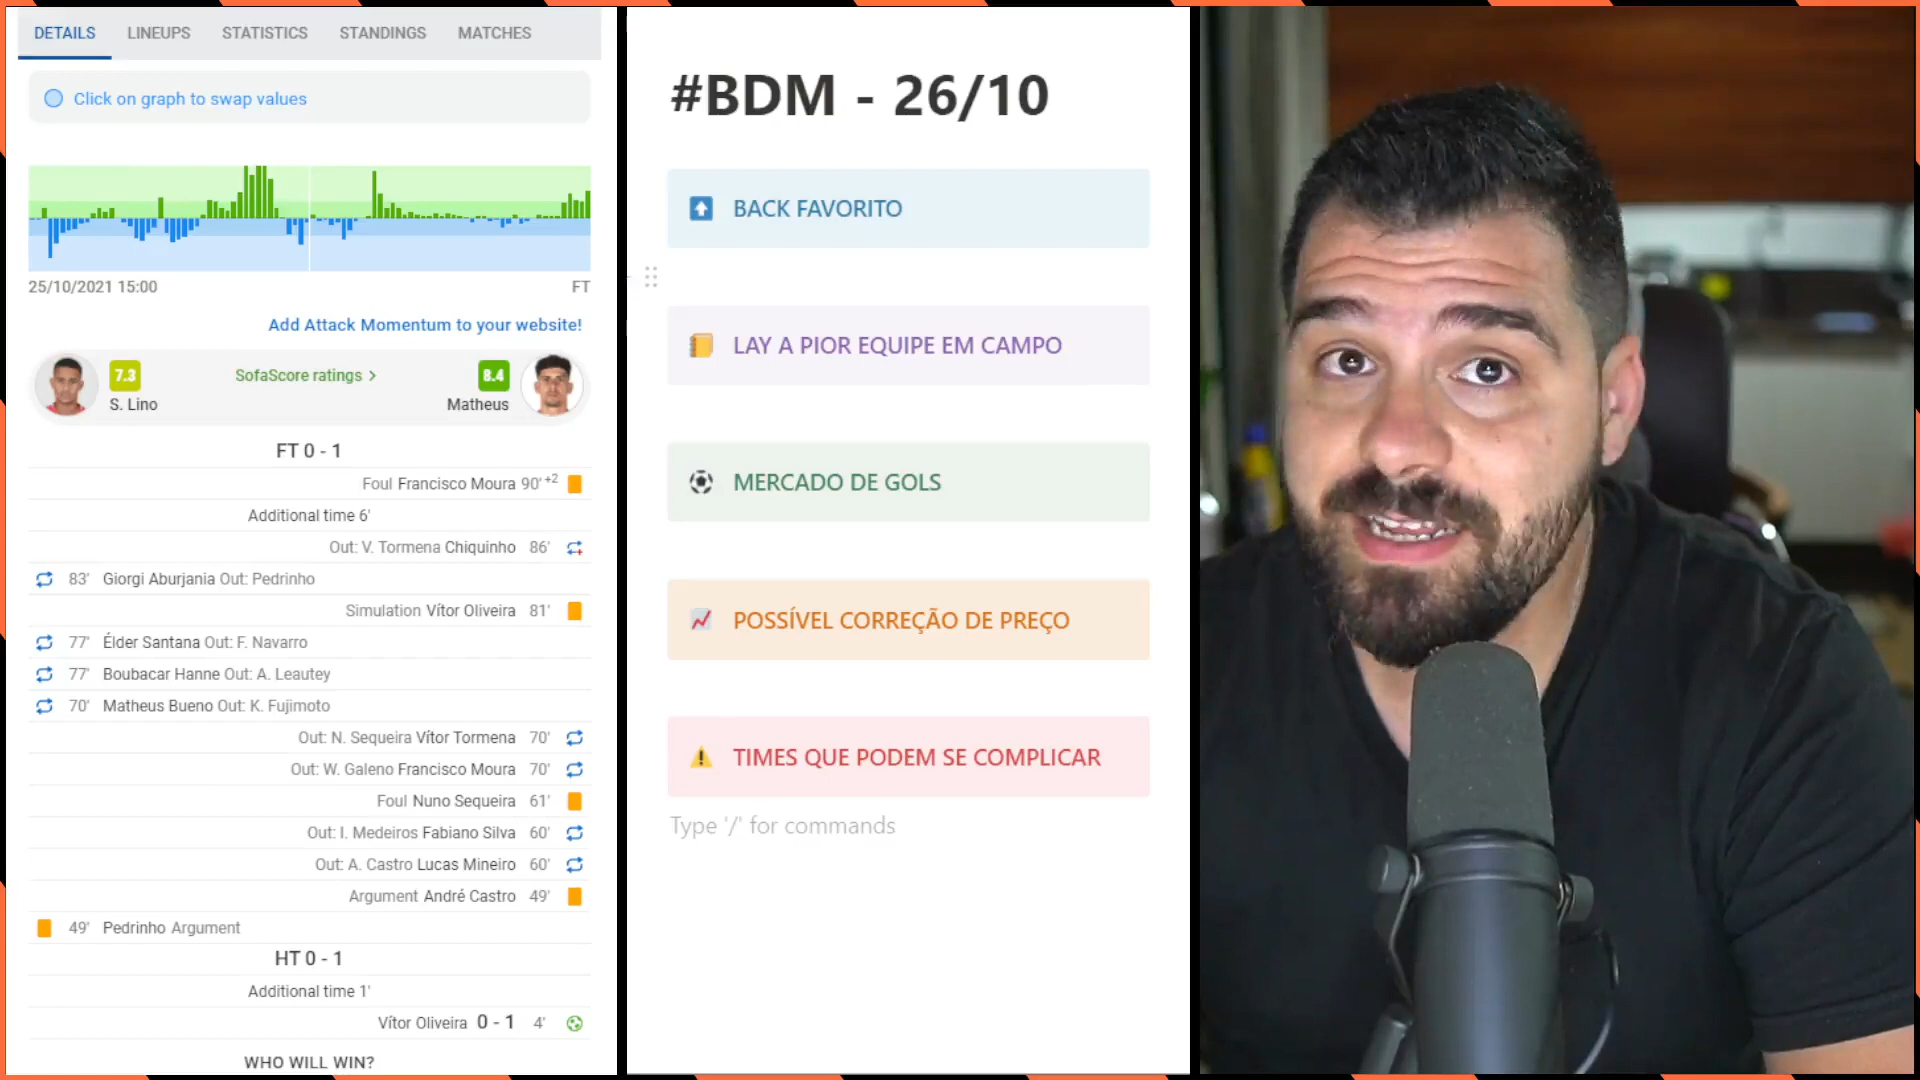 DETAILS LINEUPS STATISTICS STANDINGS MATCHES
Click on graph to swap values
25/10/2021 15:00 FT
Add Attack Momentum to your website!
7.3 SofaScore ratings > 8.4
S. Lino Matheus
FT 0 - 1
Foul Francisco Moura 90'+2
Additional time 6'
Out: V. Tormena Chiquinho 86'
83' Giorgi Aburjania Out: Pedrinho
Simulation Vítor Oliveira 81'
77' Élder Santana Out: F. Navarro
77' Boubacar Hanne Out: A. Leautey
70' Matheus Bueno Out: K. Fujimoto
Out: N. Sequeira Vítor Tormena 70'
Out: W. Galeno Francisco Moura 70'
Foul Nuno Sequeira 61'
Out: I. Medeiros Fabiano Silva 60'
Out: A. Castro Lucas Mineiro 60'
Argument André Castro 49'
49' Pedrinho Argument
HT 0 - 1
Additional time 1'
Vítor Oliveira 0 - 1 4'
WHO WILL WIN?
#BDM - 26/10
BACK FAVORITO
LAY A PIOR EQUIPE EM CAMPO
MERCADO DE GOLS
POSSÍVEL CORREÇÃO DE PREÇO
TIMES QUE PODEM SE COMPLICAR
Type '/' for commands